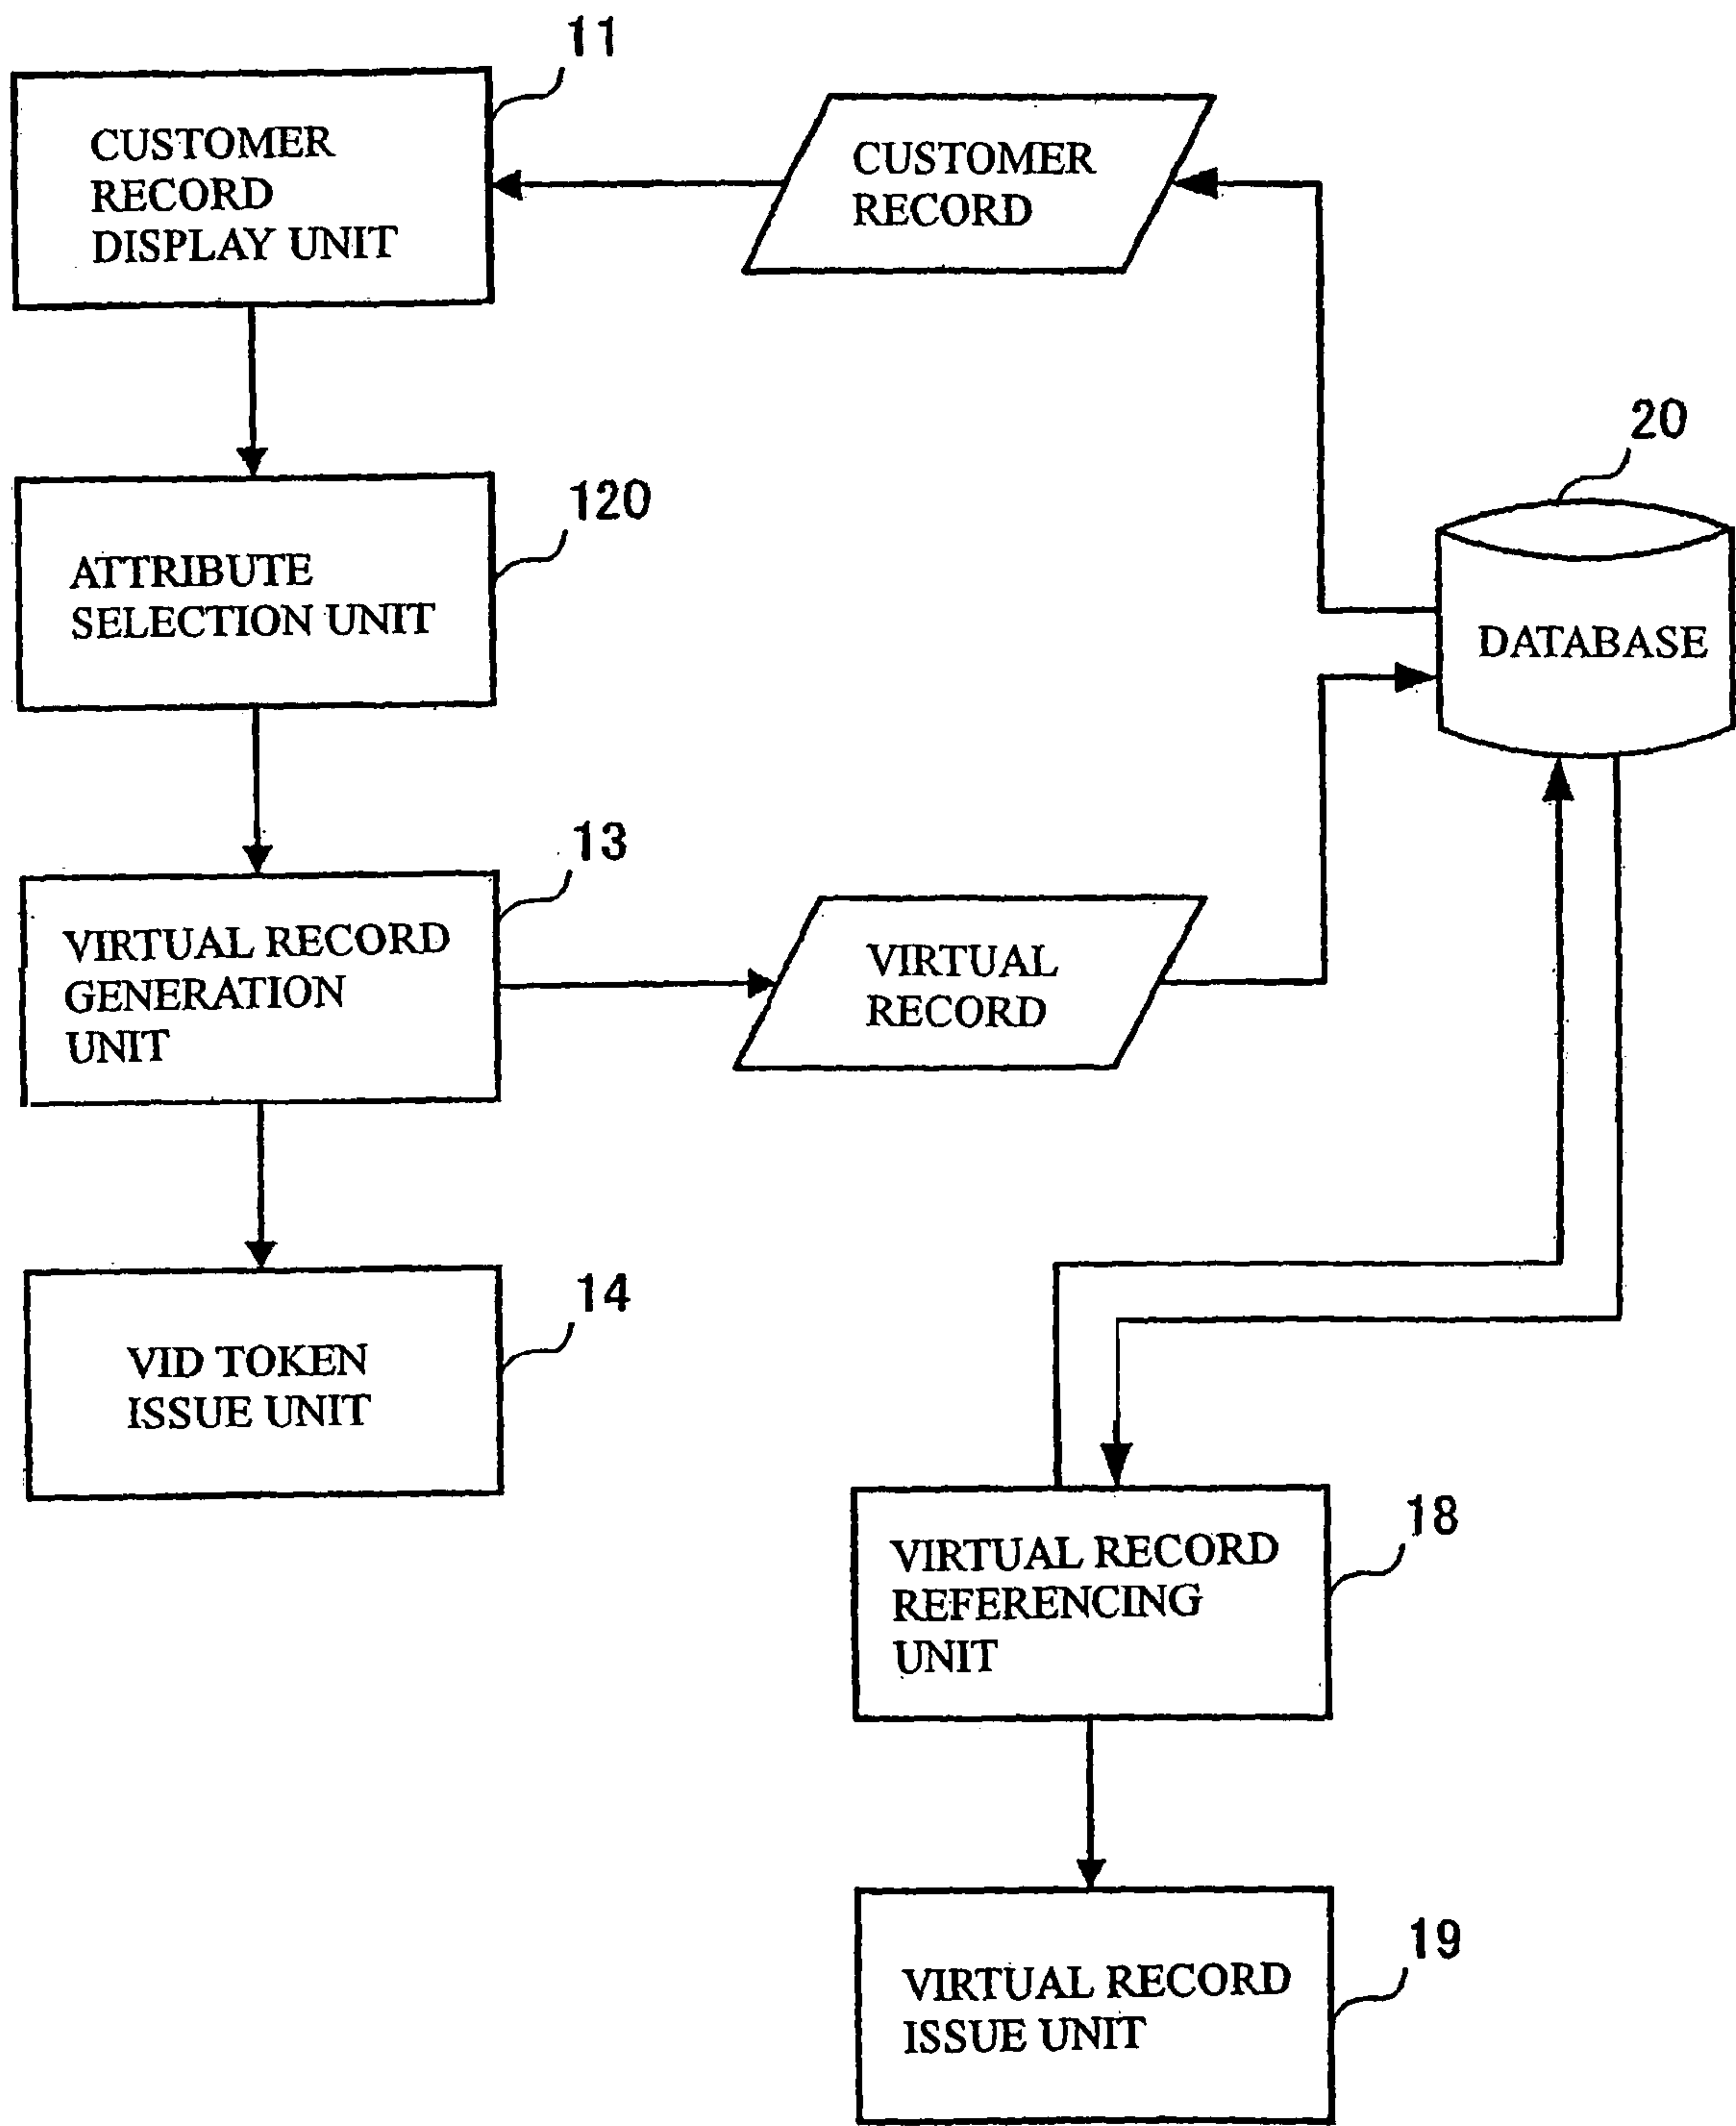 11
CUSTOMER
RECORD
DISPLAY UNIT
CUSTOMER
RECORD
20
DATABASE
120
ATTRIBUTE
SELECTION UNIT
13
VIRTUAL RECORD
GENERATION
UNIT
VIRTUAL
RECORD
14
VID TOKEN
ISSUE UNIT
18
VIRTUAL RECORD
REFERENCING
UNIT
19
VIRTUAL RECORD
ISSUE UNIT